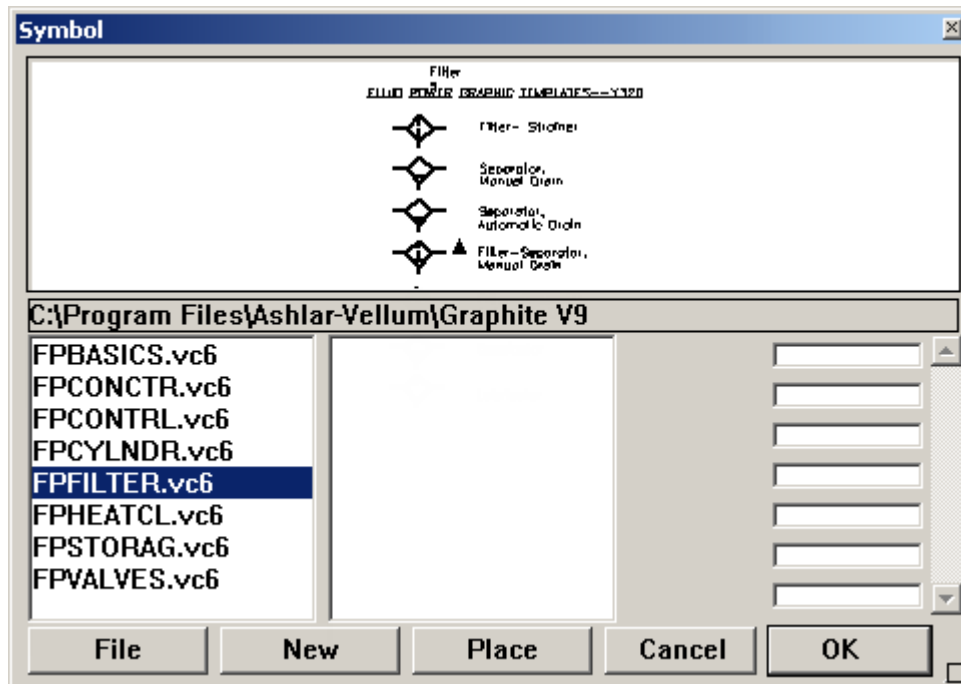 Symbol
Filter
FLUID POWER GRAPHIC TEMPLATES--Y320
Filter- Strainer
Separator,
Manual Drain
Separator,
Automatic Drain
Filter-Separator,
Manual Drain
C:\Program Files\Ashlar-Vellum\Graphite V9
FPBASICS.vc6
FPCONCTR.vc6
FPCONTRL.vc6
FPCYLNDR.vc6
FPFILTER.vc6
FPHEATCL.vc6
FPSTORAG.vc6
FPVALVES.vc6
File
New
Place
Cancel
OK